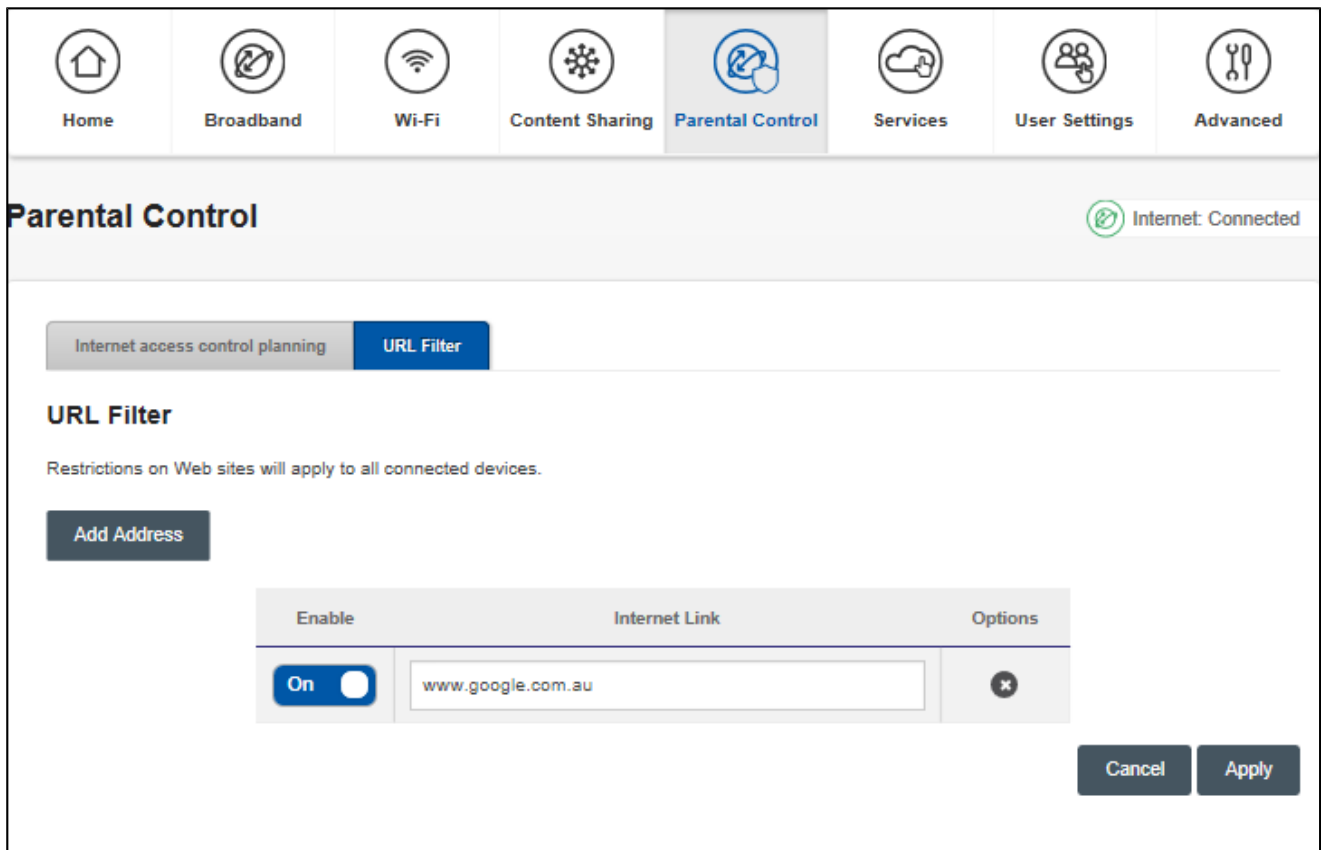 Home Broadband Wi-Fi Content Sharing Parental Control Services User Settings Advanced
Parental Control
Internet: Connected
Internet access control planning URL Filter
URL Filter
Restrictions on Web sites will apply to all connected devices.
Add Address
Enable Internet Link Options
On www.google.com.au
Cancel Apply